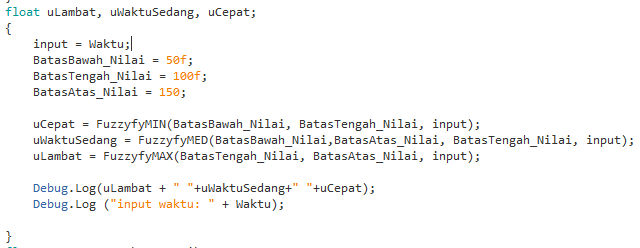 float uLambat, uWaktuSedang, uCepat;
{
input = Waktu;
BatasBawah_Nilai = 50f;
BatasTengah_Nilai = 100f;
BatasAtas_Nilai = 150;
uCepat = FuzzyfyMIN(BatasBawah_Nilai, BatasTengah_Nilai, input);
uWaktuSedang = FuzzyfyMED(BatasBawah_Nilai,BatasAtas_Nilai, BatasTengah_Nilai, input);
uLambat = FuzzyfyMAX(BatasTengah_Nilai, BatasAtas_Nilai, input);
Debug.Log(uLambat + " "+uWaktuSedang+" "+uCepat);
Debug.Log ("input waktu: " + Waktu);
}